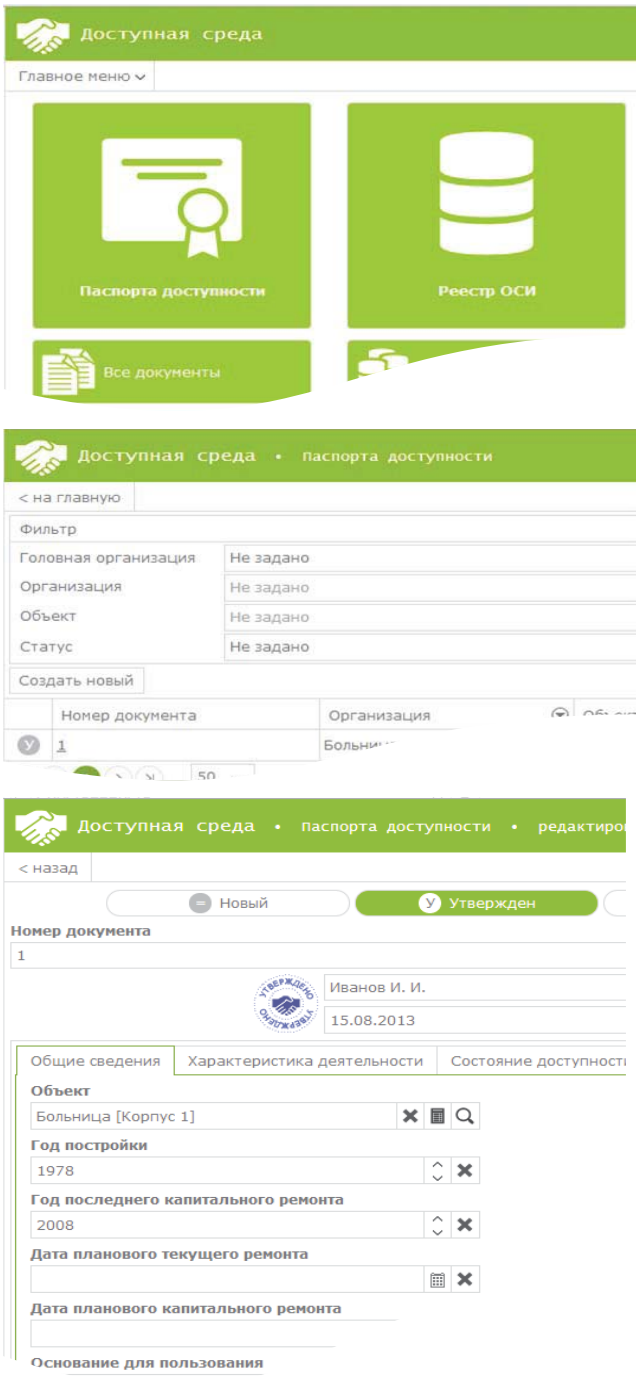 Доступная среда
Главное меню
Паспорта доступности
Реестр ОСИ
Все документы
Доступная среда • Паспорта доступности
< на главную
Фильтр
Головная организация Не задано
Организация Не задано
Объект Не задано
Статус Не задано
Создать новый
Номер документа Организация
У 1
50
Доступная среда • Паспорта доступности •
< назад
= Новый У Утвержден
Номер документа
1
УТВЕРЖДЕНО УТВЕРЖДЕНО
Иванов И. И.
15.08.2013
Общие сведения Характеристика деятельности Состояние
Объект
Больница [Корпус 1]
Год постройки
1978
Год последнего капитального ремонта
2008
Дата планового текущего ремонта
Дата планового капитального ремонта
Основание для пользования